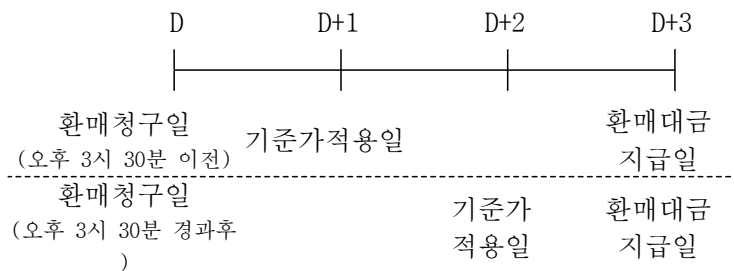 D D+1 D+2 D+3
환매청구일
(오후 3시 30분 이전)
기준가적용일
환매대금
지급일
환매청구일
(오후 3시 30분 경과후
)
기준가
적용일
환매대금
지급일